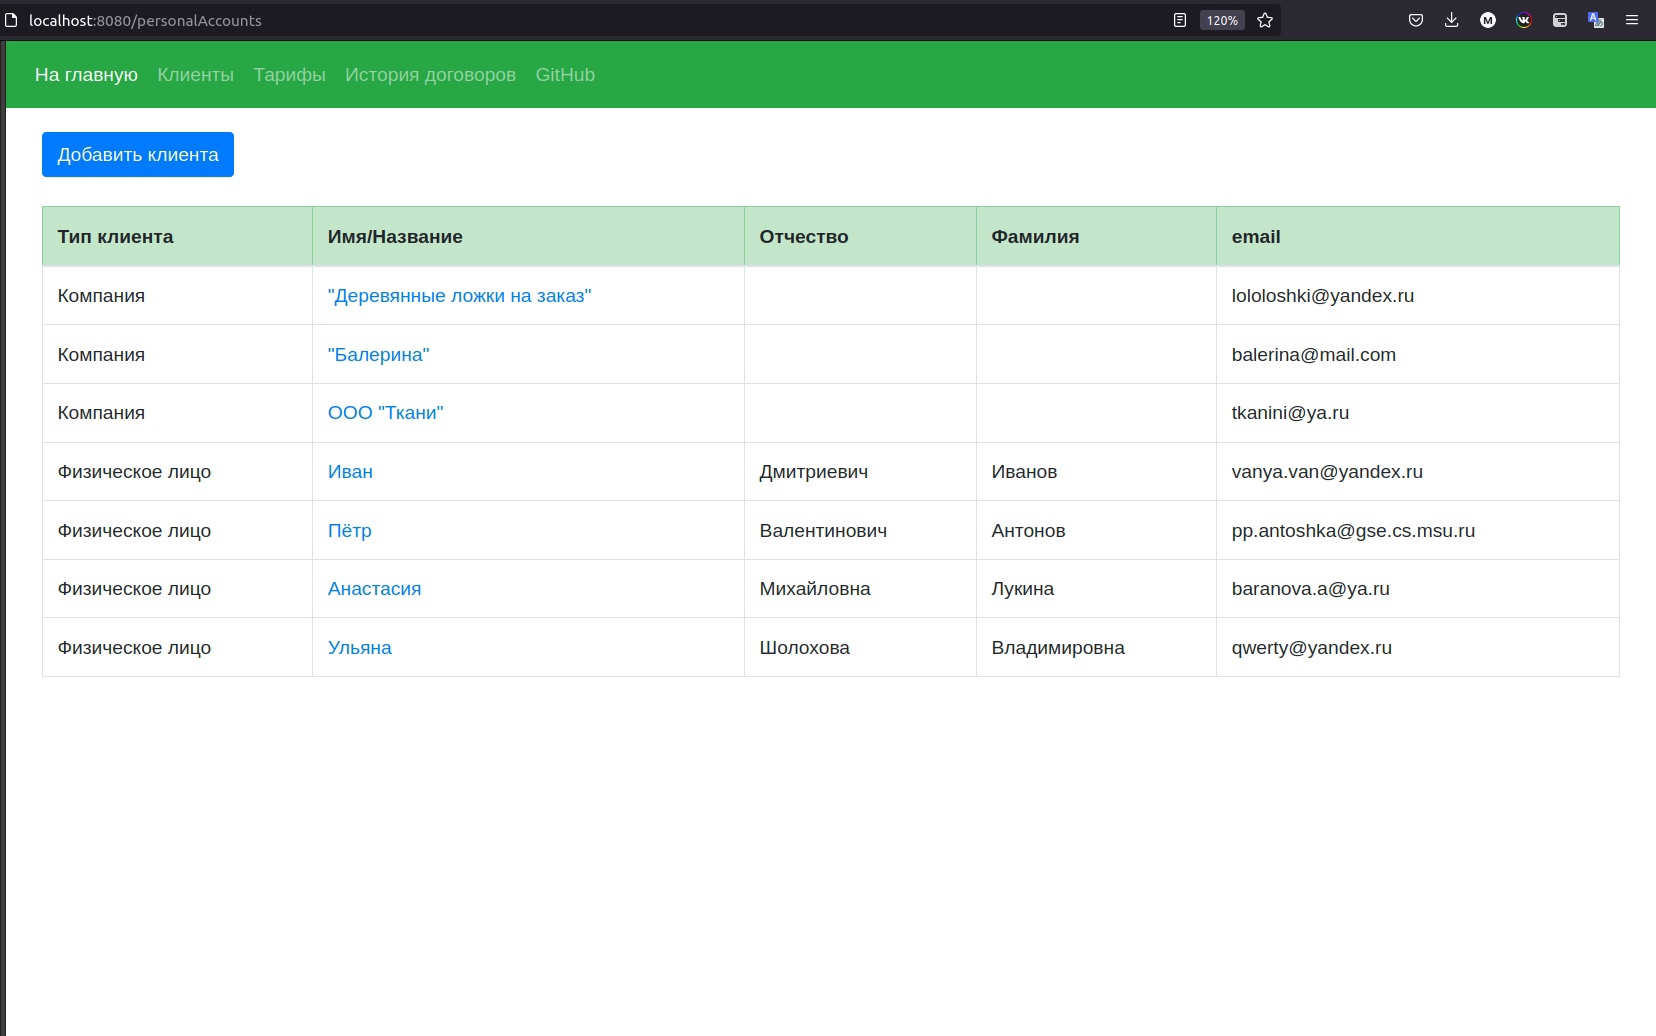 localhost:8080/personalAccounts 120%
На главную Клиенты Тарифы История договоров GitHub
Добавить клиента
Тип клиента Имя/Название Отчество Фамилия email
Компания "Деревянные ложки на заказ" lololoshki@yandex.ru
Компания "Балерина" balerina@mail.com
Компания ООО "Ткани" tkanini@ya.ru
Физическое лицо Иван Дмитриевич Иванов vanya.van@yandex.ru
Физическое лицо Пётр Валентинович Антонов pp.antoshka@gse.cs.msu.ru
Физическое лицо Анастасия Михайловна Лукина baranova.a@ya.ru
Физическое лицо Ульяна Шолохова Владимировна qwerty@yandex.ru